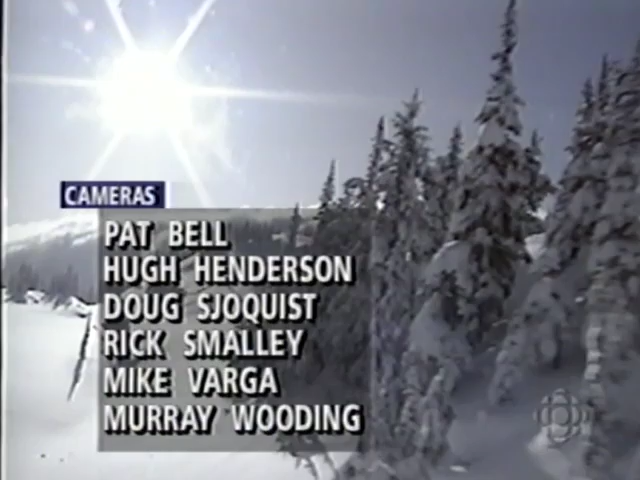 CAMERAS
PAT BELL
HUGH HENDERSON
DOUG SJOQUIST
RICK SMALLEY
MIKE VARGA
MURRAY WOODING